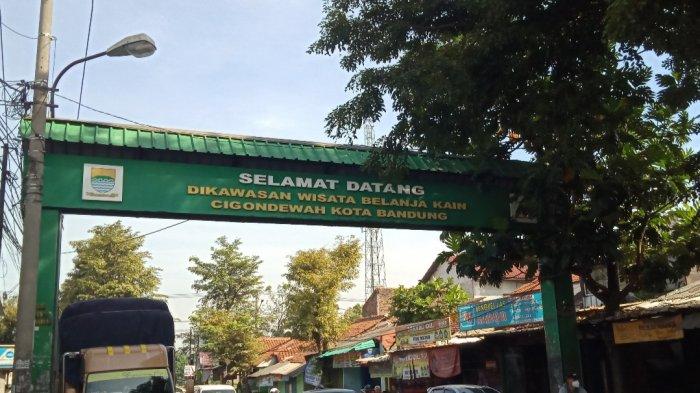 SELAMAT DATANG
DIKAWASAN WISATA BELANJA KAIN
CIGONDEWAH KOTA BANDUNG